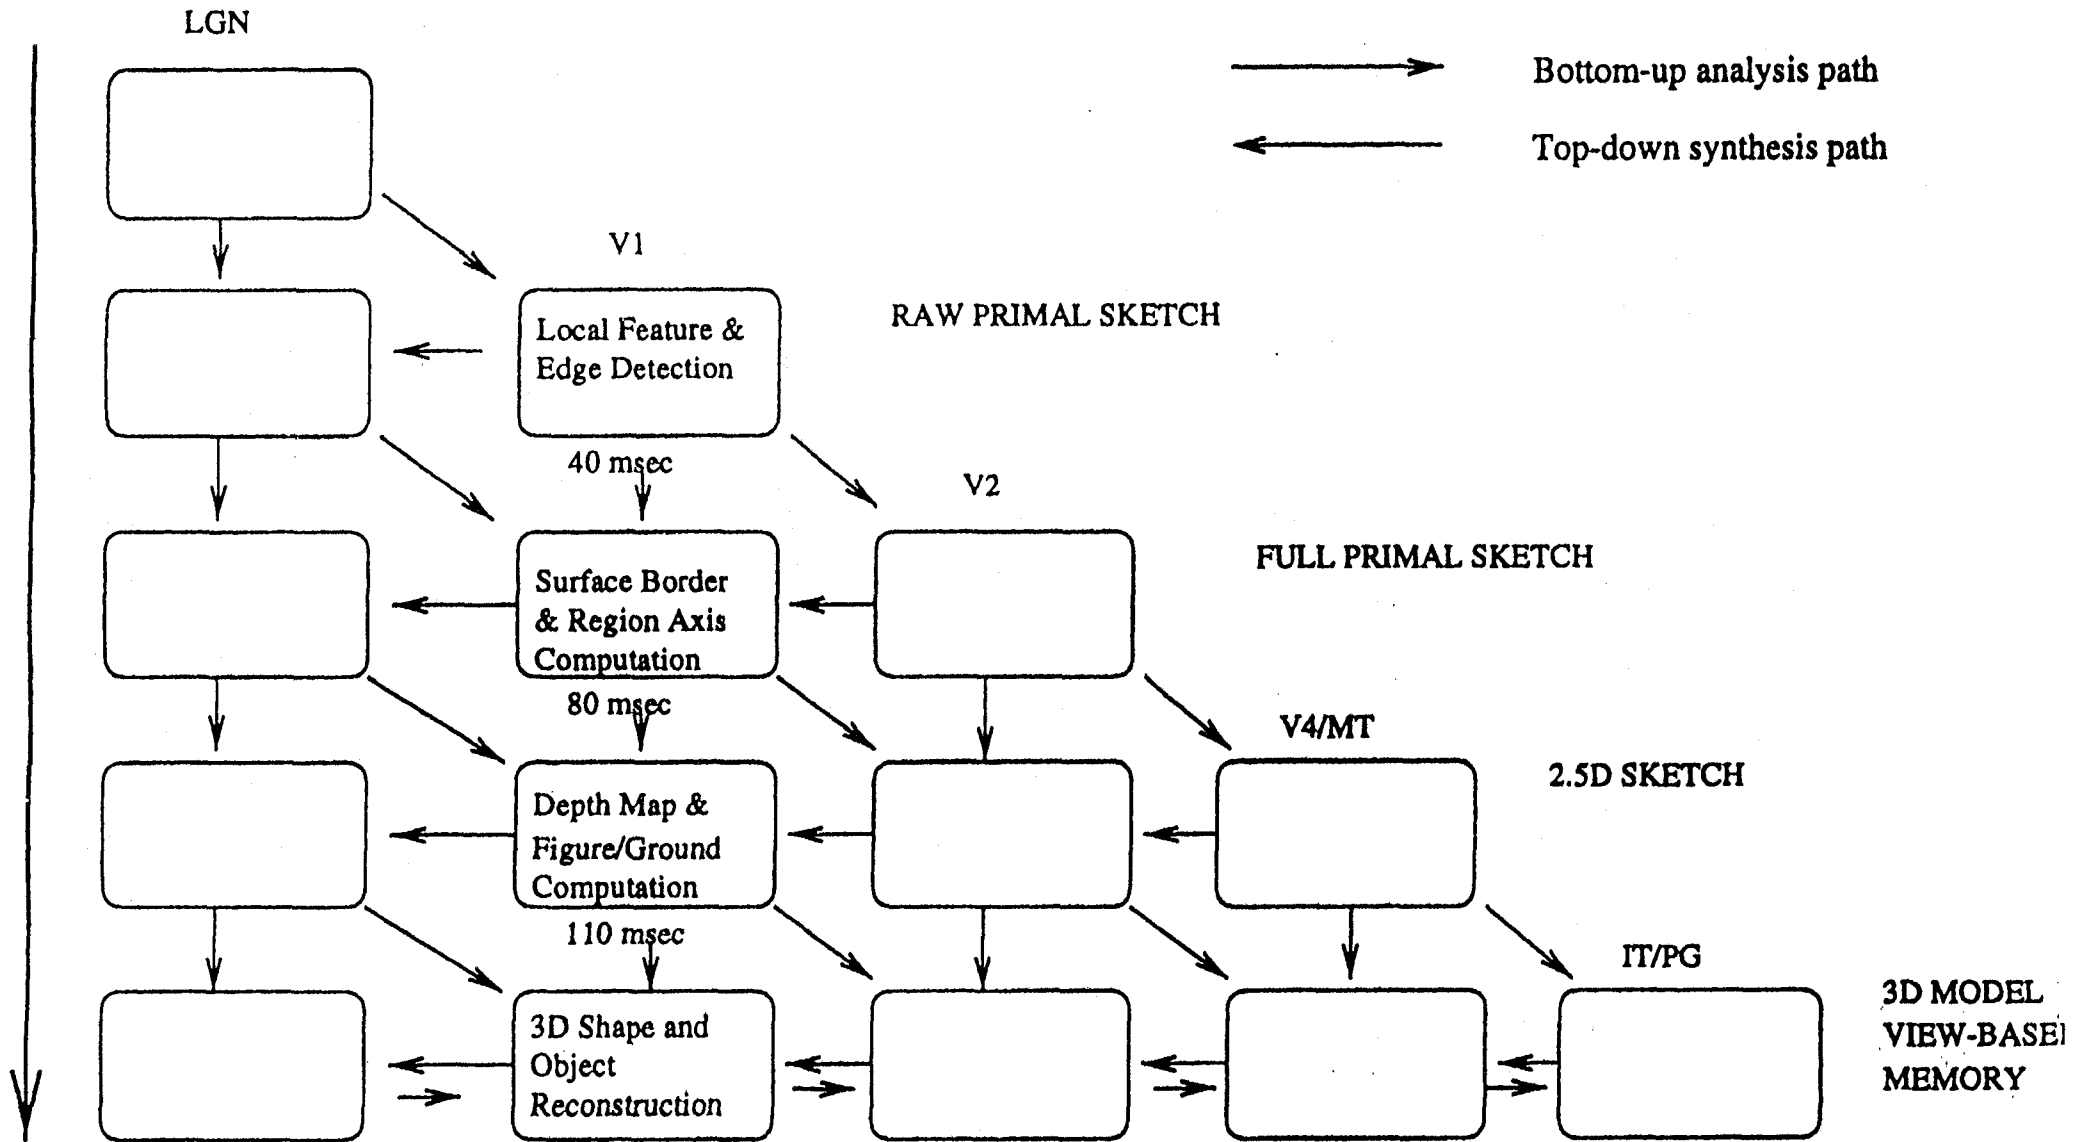 LGN
Bottom-up analysis path
Top-down synthesis path
V1
Local Feature &
Edge Detection
RAW PRIMAL SKETCH
40 msec
V2
Surface Border
& Region Axis
Computation
FULL PRIMAL SKETCH
80 msec
V4/MT
Depth Map &
Figure/Ground
Computation
2.5D SKETCH
110 msec
IT/PG
3D Shape and
Object
Reconstruction
3D MODEL
VIEW-BASE
MEMORY